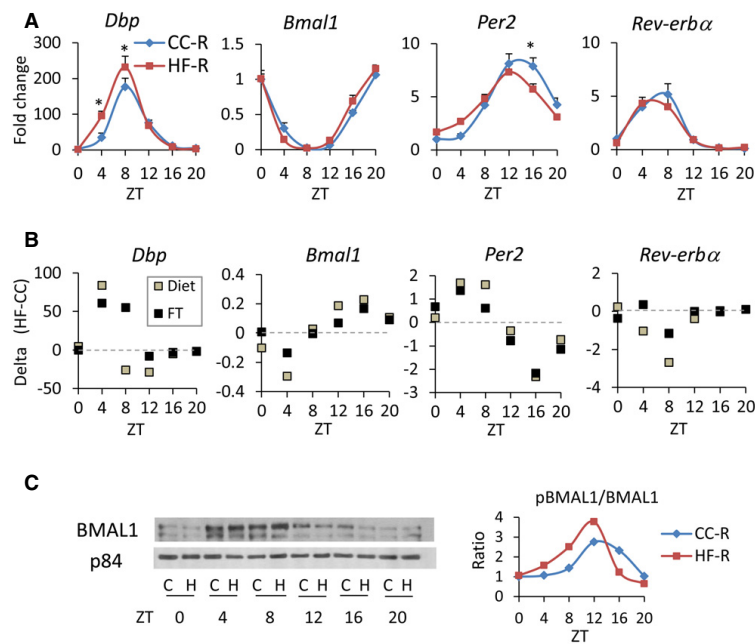 A
Dbp
Bmal1
Per2
Rev-erbα
Fold change
300
200
100
0
* *
CC-R
HF-R
0 4 8 12 16 20
ZT
1.5
1
0.5
0
0 4 8 12 16 20
ZT
10
5
0
*
0 4 8 12 16 20
ZT
10
5
0
0 4 8 12 16 20
ZT
B
Dbp
Bmal1
Per2
Rev-erbα
Delta (HF-CC)
100
50
0
-50
Diet
FT
0 4 8 12 16 20
ZT
0.4
0.2
0
-0.2
-0.4
0 4 8 12 16 20
ZT
2
1
0
-1
-2
-3
0 4 8 12 16 20
ZT
2
0
-2
-4
0 4 8 12 16 20
ZT
C
BMAL1
p84
C H C H C H C H C H C H
ZT 0 4 8 12 16 20
pBMAL1/BMAL1
Ratio
4
3
2
1
0
CC-R
HF-R
0 4 8 12 16 20
ZT